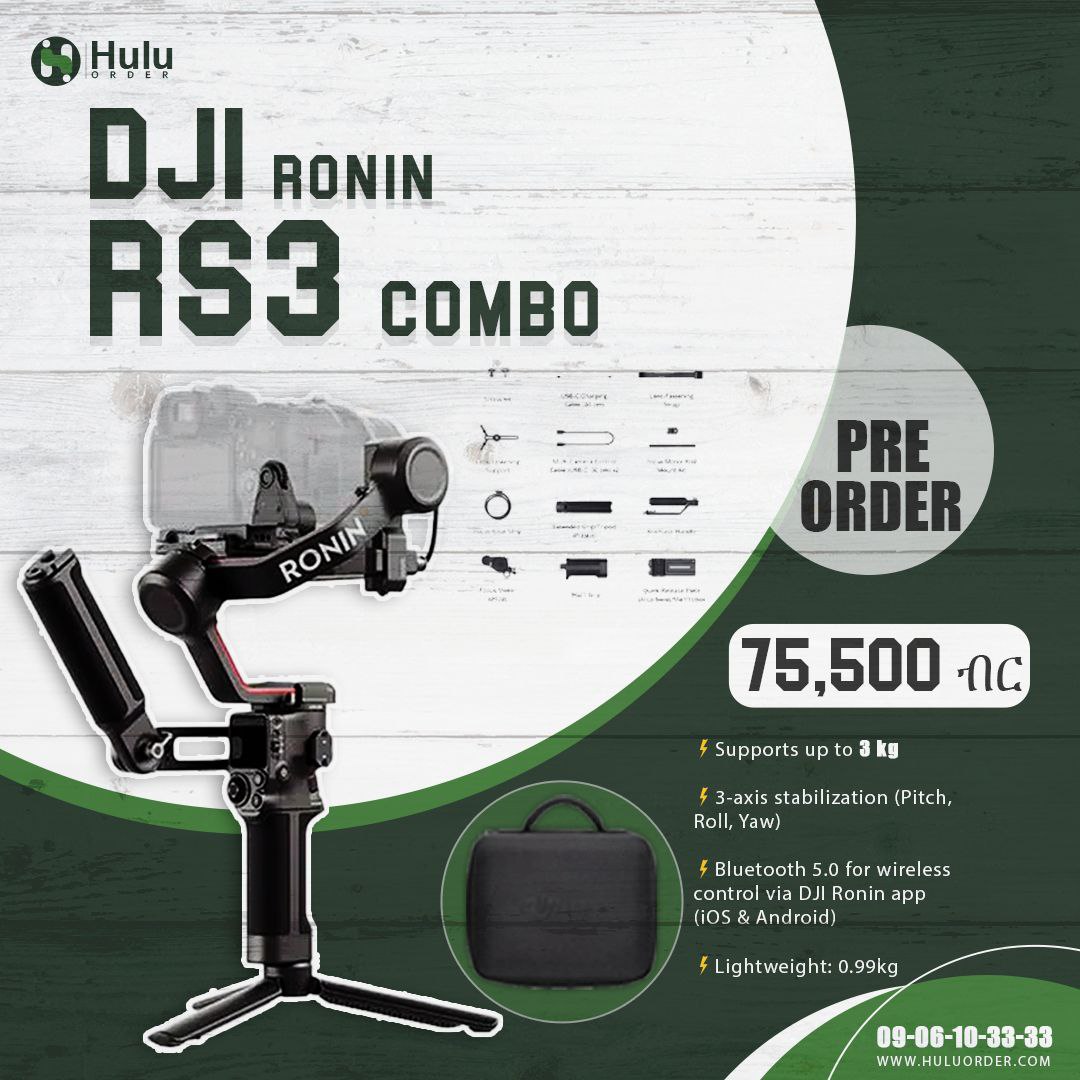 Hulu
ORDER
DJI RONIN
RS3 COMBO
RONIN
PRE
ORDER
75,500 ብር
Supports up to 3 kg
3-axis stabilization (Pitch,
Roll, Yaw)
Bluetooth 5.0 for wireless
control via DJI Ronin app
(iOS & Android)
Lightweight: 0.99kg
09-06-10-33-33
WWW.HULUORDER.COM